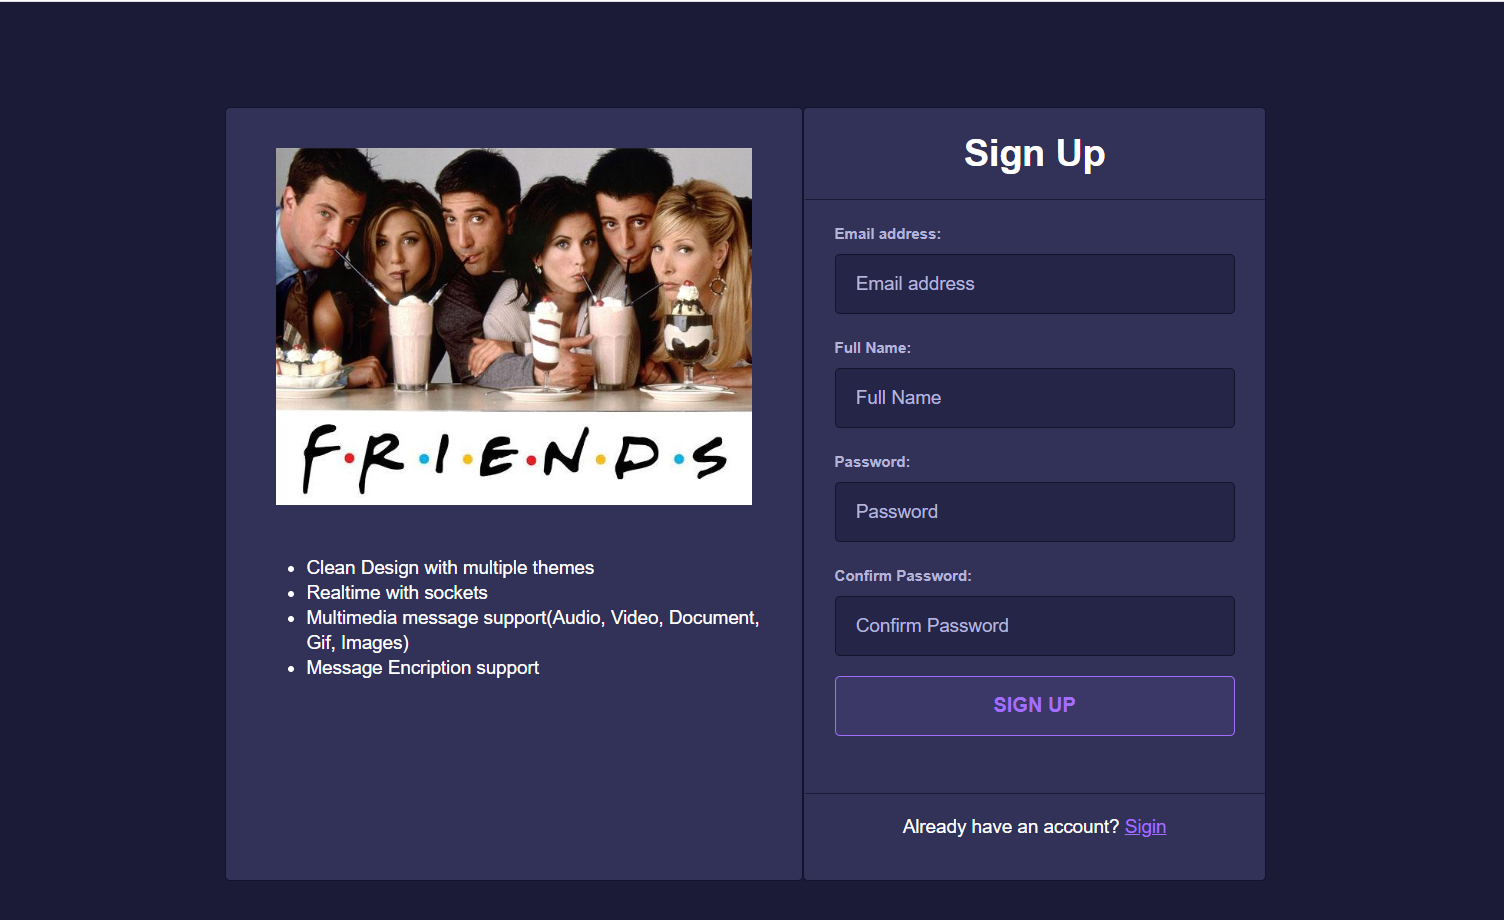 F•R•I•E•N•D•S
Clean Design with multiple themes
Realtime with sockets
Multimedia message support(Audio, Video, Document,
Gif, Images)
Message Encription support
Sign Up
Email address:
Email address
Full Name:
Full Name
Password:
Password
Confirm Password:
Confirm Password
SIGN UP
Already have an account? Sigin